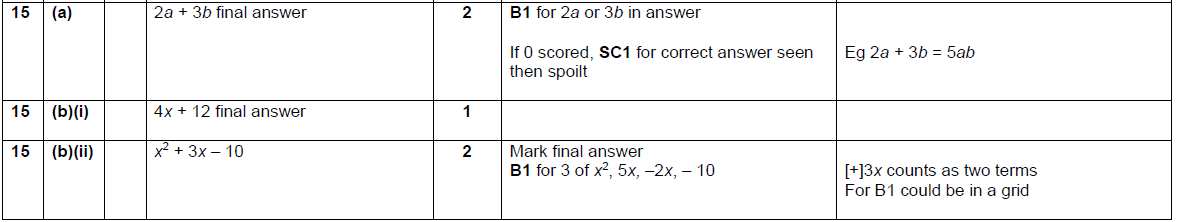 15 (a) 2a + 3b final answer 2 B1 for 2a or 3b in answer
If 0 scored, SC1 for correct answer seen Eg 2a + 3b = 5ab
then spoilt
15 (b)(i) 4x + 12 final answer 1
15 (b)(ii) x² + 3x – 10 2 Mark final answer
B1 for 3 of x², 5x, –2x, – 10 [+]3x counts as two terms
For B1 could be in a grid